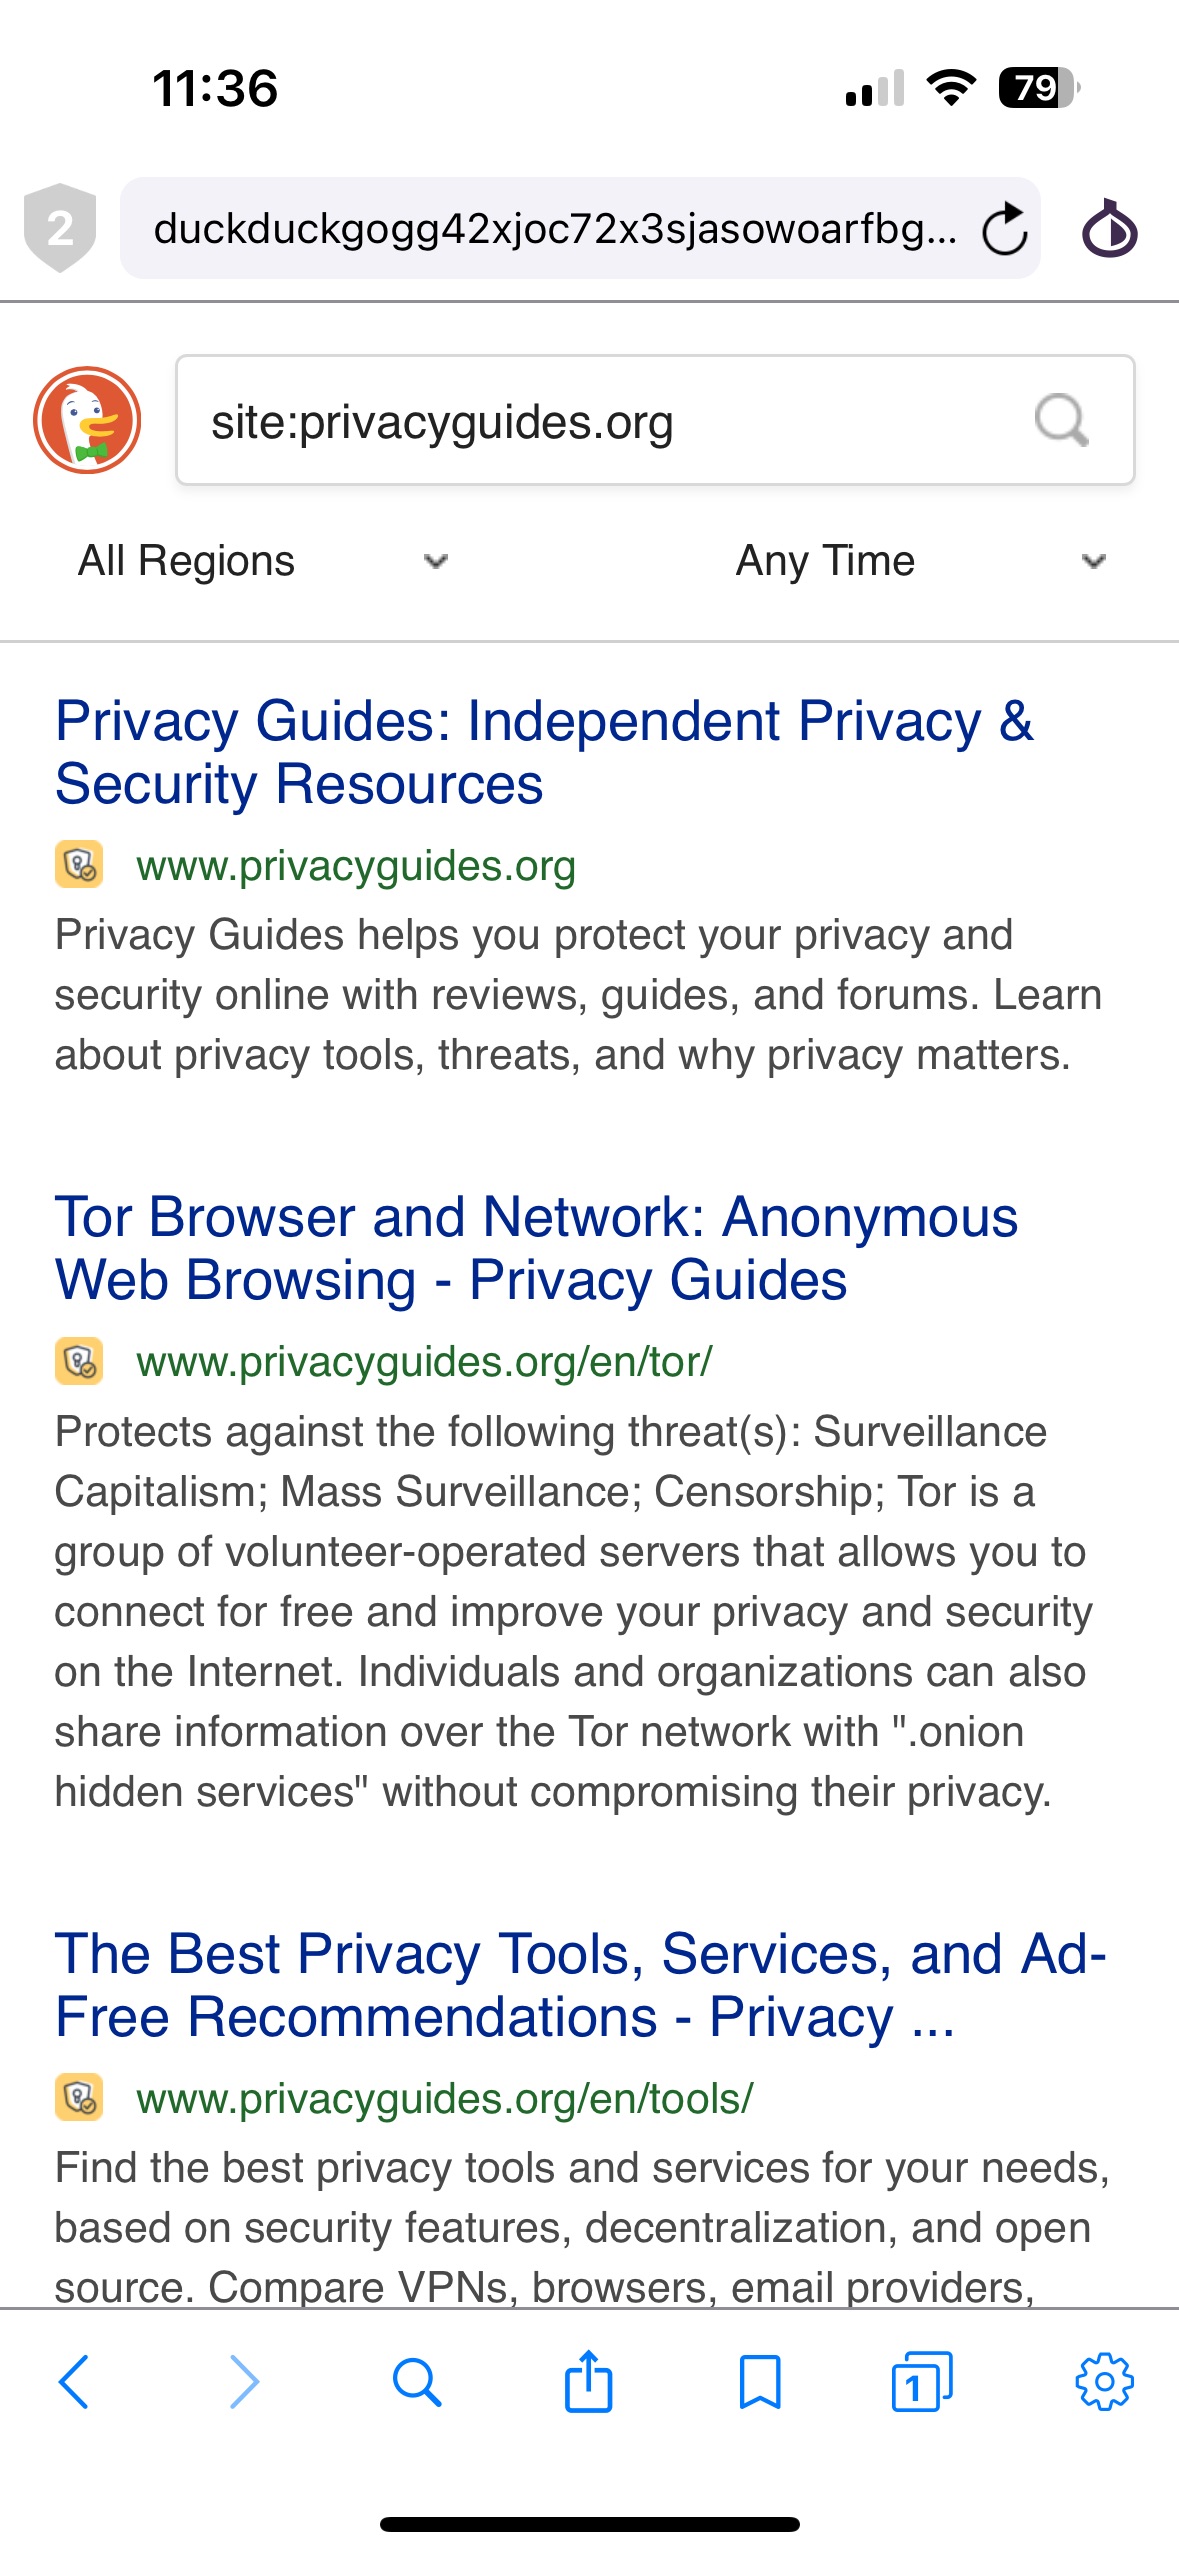 11:36
79
2
duckduckgogg42xjoc72x3sjasowoarfbg...
site:privacyguides.org
All Regions
Any Time
Privacy Guides: Independent Privacy &
Security Resources
www.privacyguides.org
Privacy Guides helps you protect your privacy and
security online with reviews, guides, and forums. Learn
about privacy tools, threats, and why privacy matters.
Tor Browser and Network: Anonymous
Web Browsing - Privacy Guides
www.privacyguides.org/en/tor/
Protects against the following threat(s): Surveillance
Capitalism; Mass Surveillance; Censorship; Tor is a
group of volunteer-operated servers that allows you to
connect for free and improve your privacy and security
on the Internet. Individuals and organizations can also
share information over the Tor network with ".onion
hidden services" without compromising their privacy.
The Best Privacy Tools, Services, and Ad-
Free Recommendations - Privacy ...
www.privacyguides.org/en/tools/
Find the best privacy tools and services for your needs,
based on security features, decentralization, and open
source. Compare VPNs, browsers, email providers,
1